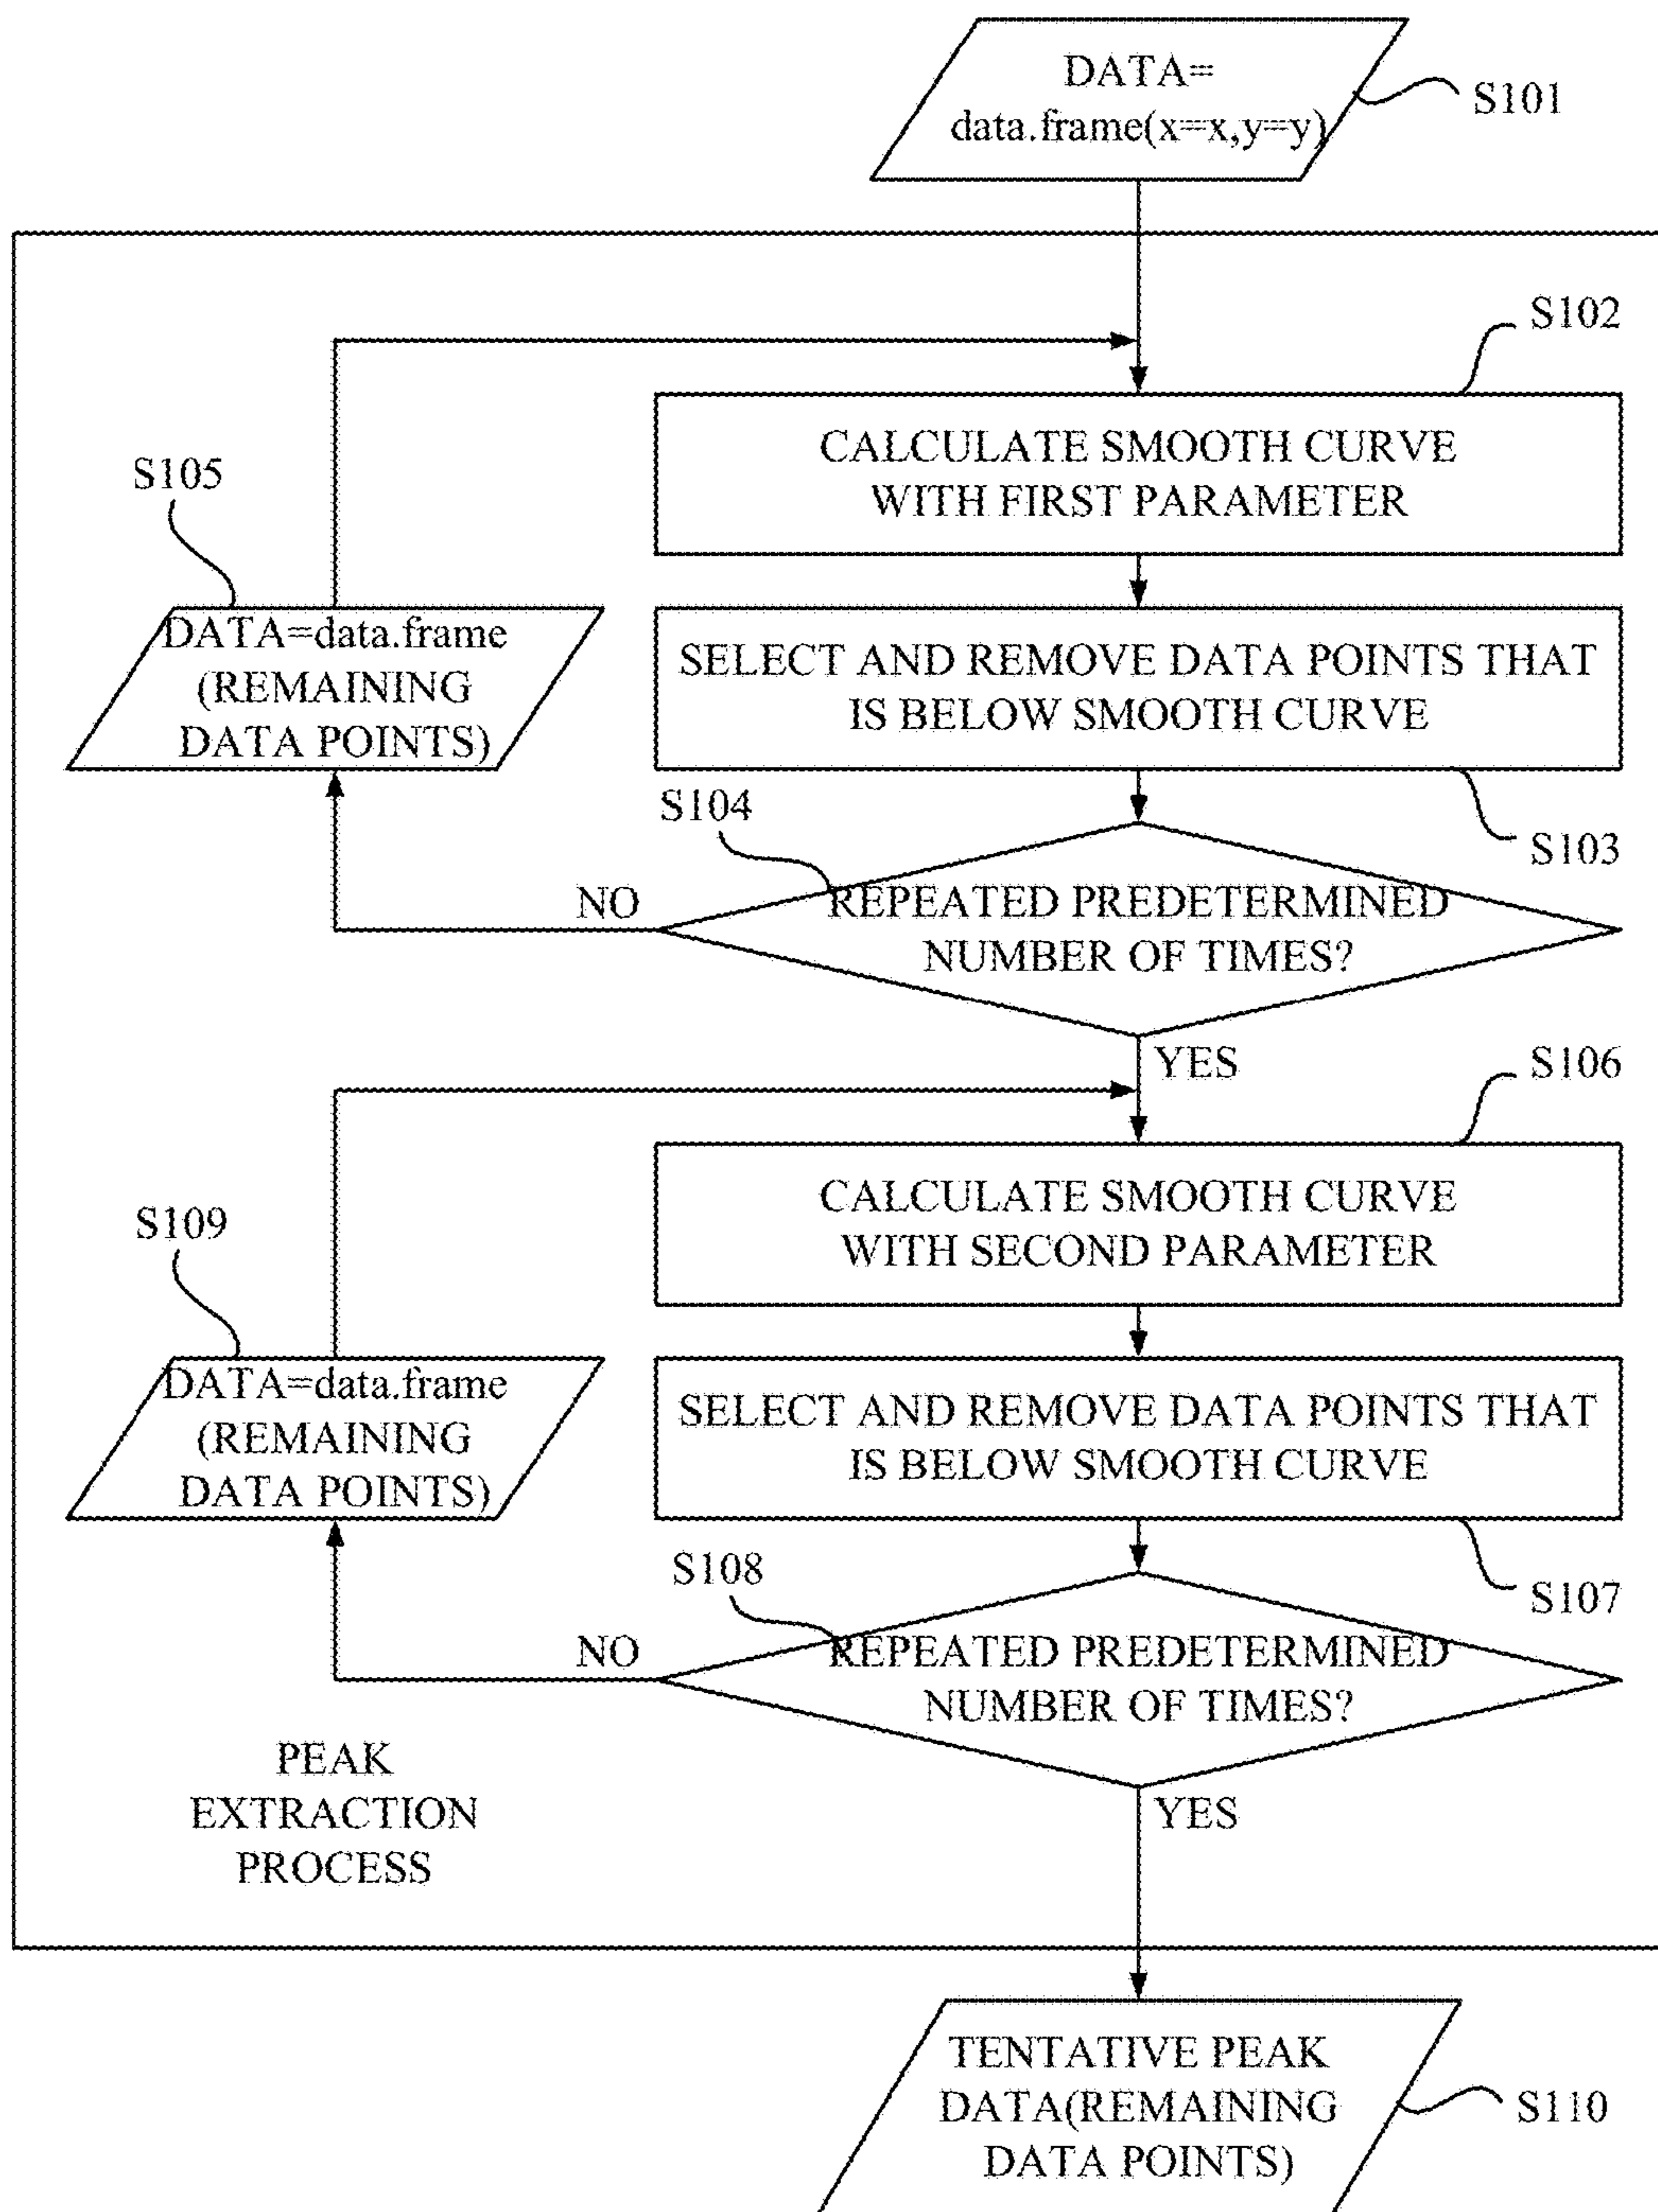 DATA=
data.frame(x=x,y=y)
S101
S102
CALCULATE SMOOTH CURVE
WITH FIRST PARAMETER
S105
DATA=data.frame
(REMAINING
DATA POINTS)
SELECT AND REMOVE DATA POINTS THAT
IS BELOW SMOOTH CURVE
S103
S104
NO
REPEATED PREDETERMINED
NUMBER OF TIMES?
YES
S106
CALCULATE SMOOTH CURVE
WITH SECOND PARAMETER
S109
DATA=data.frame
(REMAINING
DATA POINTS)
SELECT AND REMOVE DATA POINTS THAT
IS BELOW SMOOTH CURVE
S107
S108
NO
REPEATED PREDETERMINED
NUMBER OF TIMES?
YES
PEAK
EXTRACTION
PROCESS
TENTATIVE PEAK
DATA(REMAINING
DATA POINTS)
S110